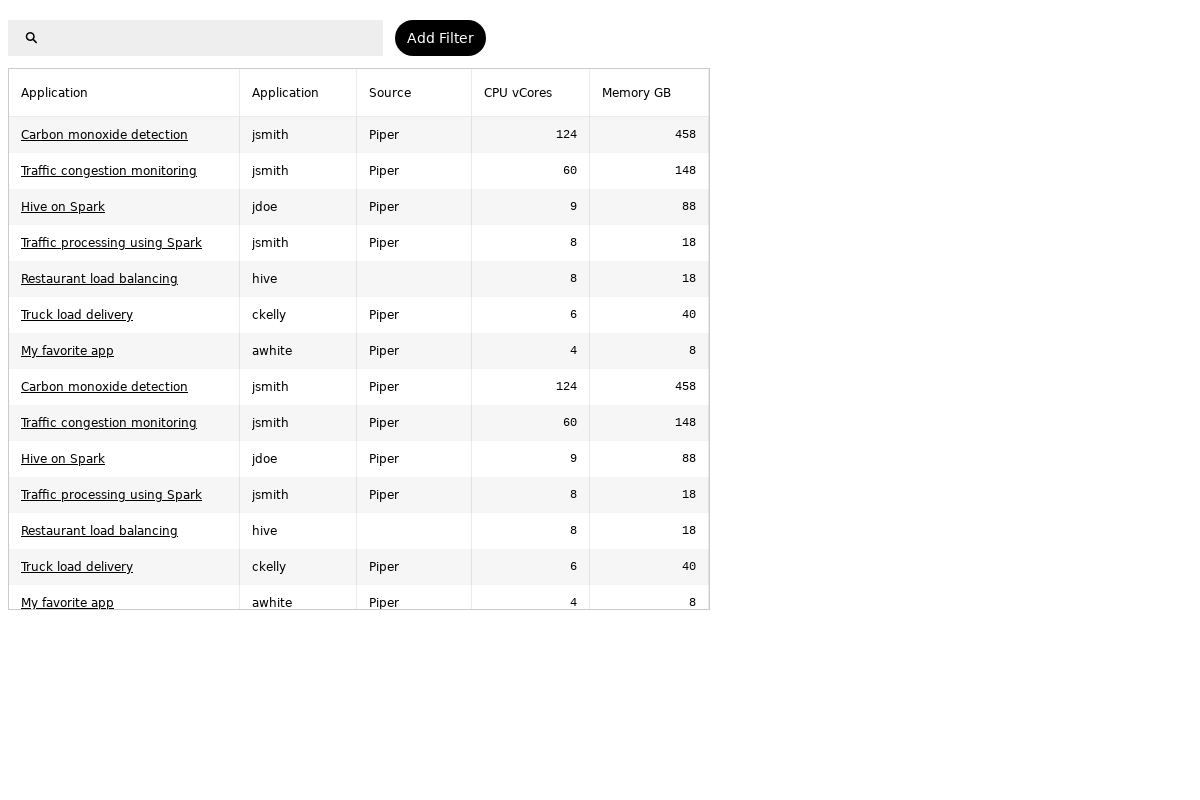 Add Filter
Application Application Source CPU vCores Memory GB
Carbon monoxide detection jsmith Piper 124 458
Traffic congestion monitoring jsmith Piper 60 148
Hive on Spark jdoe Piper 9 88
Traffic processing using Spark jsmith Piper 8 18
Restaurant load balancing hive 8 18
Truck load delivery ckelly Piper 6 40
My favorite app awhite Piper 4 8
Carbon monoxide detection jsmith Piper 124 458
Traffic congestion monitoring jsmith Piper 60 148
Hive on Spark jdoe Piper 9 88
Traffic processing using Spark jsmith Piper 8 18
Restaurant load balancing hive 8 18
Truck load delivery ckelly Piper 6 40
My favorite app awhite Piper 4 8